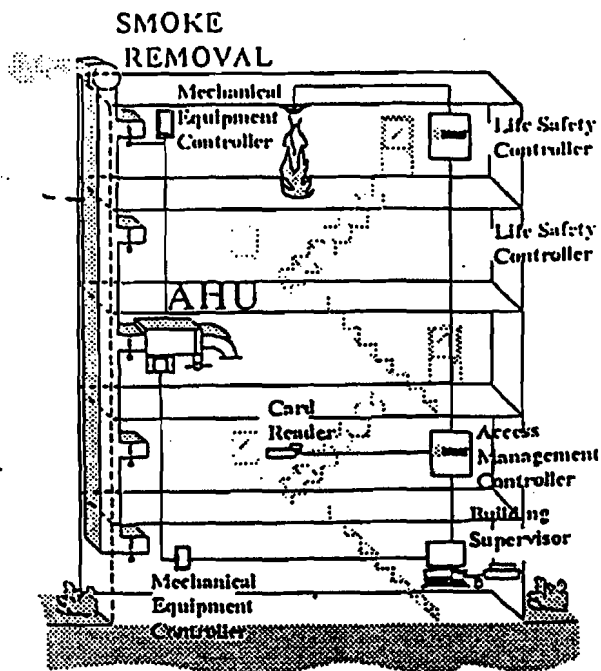 SMOKE
REMOVAL
Mechanical
Equipment
Controller
Life Safety
Controller
Life Safety
Controller
AHU
Card
Reader
Access
Management
Controller
Building
Supervisor
Mechanical
Equipment
Controller